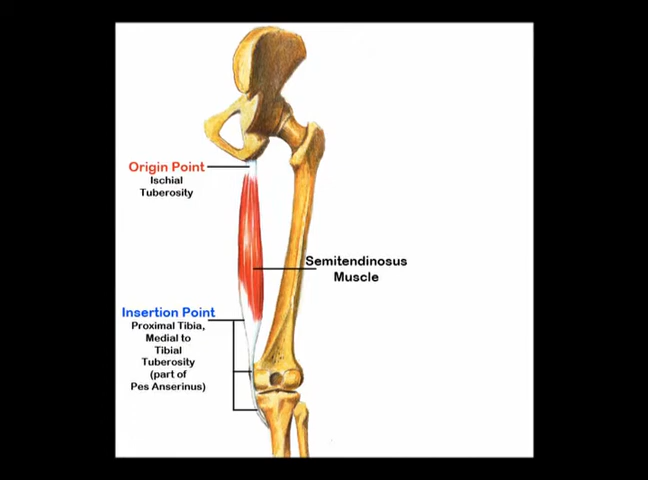 Origin Point
Ischial
Tuberosity
Semitendinosus
Muscle
Insertion Point
Proximal Tibia,
Medial to
Tibial
Tuberosity
(part of
Pes Anserinus)